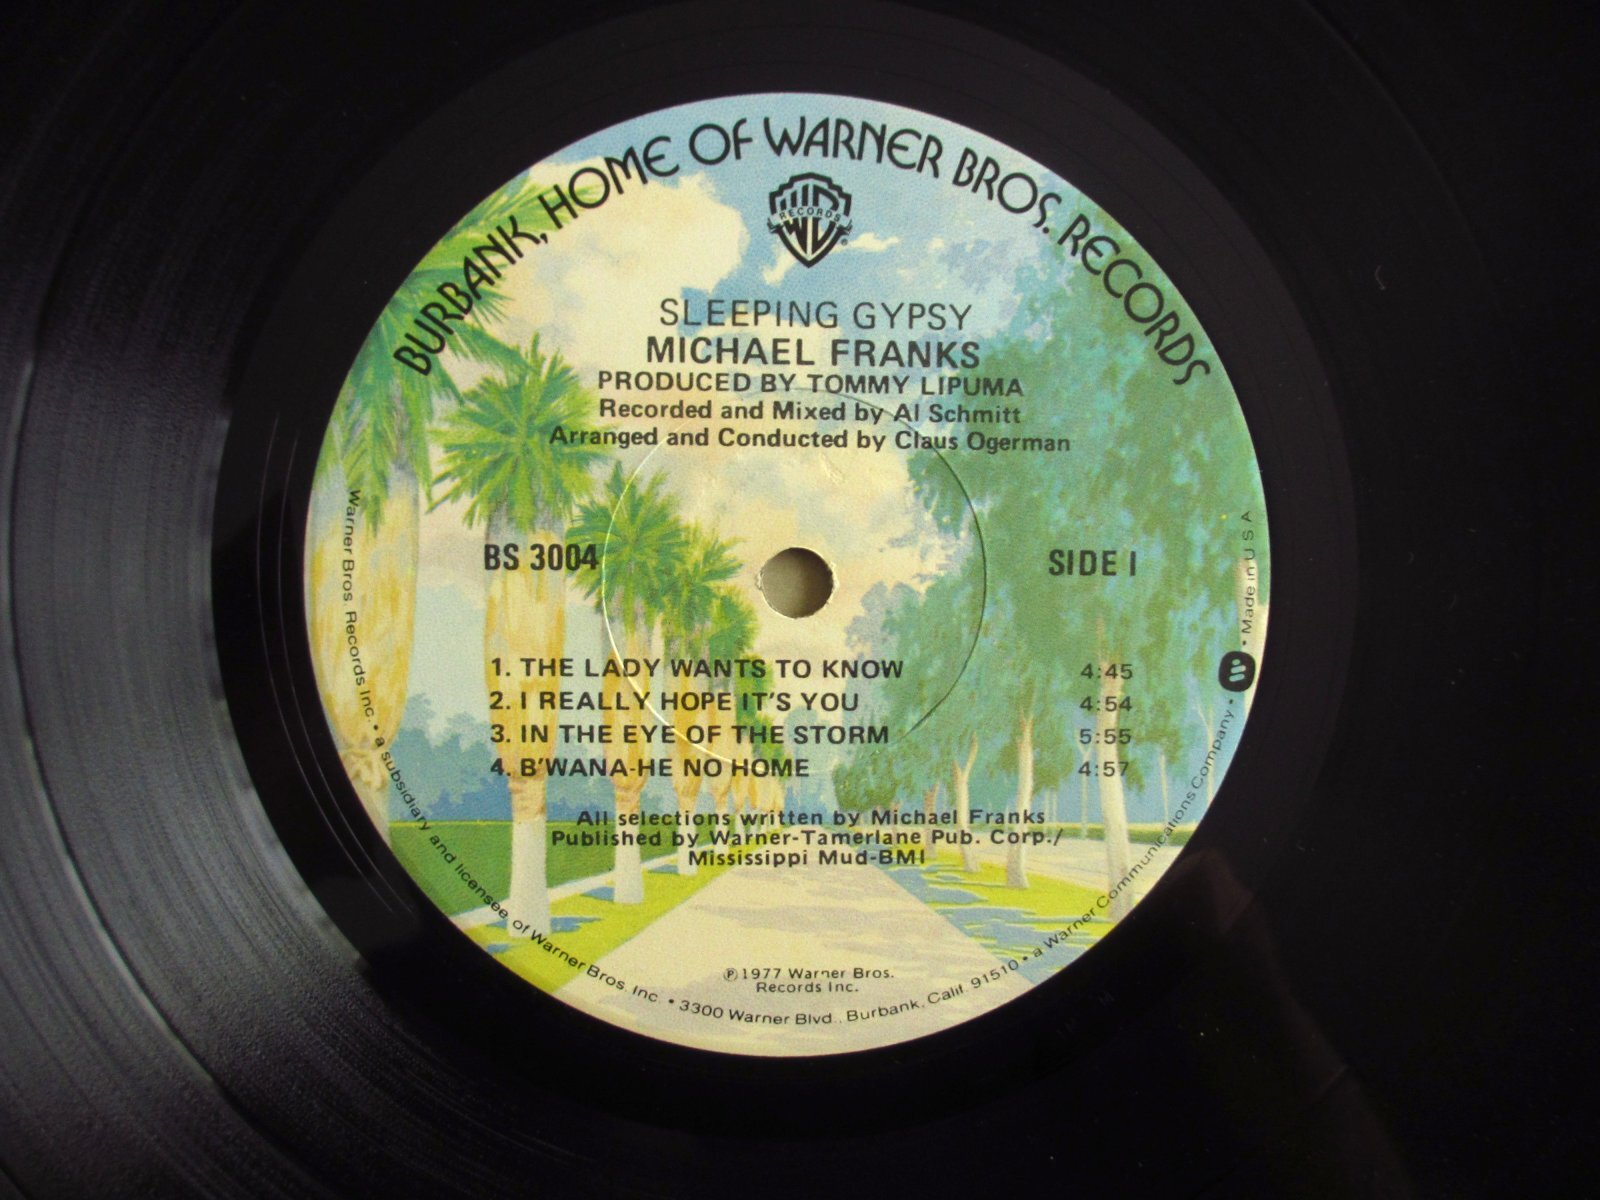 BURBANK, HOME OF WARNER BROS. RECORDS
RECORDS
SLEEPING GYPSY
MICHAEL FRANKS
PRODUCED BY TOMMY LIPUMA
Recorded and Mixed by Al Schmitt
Arranged and Conducted by Claus Ogerman
BS 3004
SIDE I
1. THE LADY WANTS TO KNOW 4:45
2. I REALLY HOPE IT'S YOU 4:54
3. IN THE EYE OF THE STORM 5:55
4. B'WANA-HE NO HOME 4:57
All selections written by Michael Franks
Published by Warner-Tamerlane Pub. Corp./
Mississippi Mud-BMI
℗1977 Warner Bros.
Records Inc.
Warner Bros. Records Inc. • a subsidiary and licensee of Warner Bros. Inc. • 3300 Warner Blvd., Burbank, Calif. 91510 • a Warner Communications Company • Made in U S A